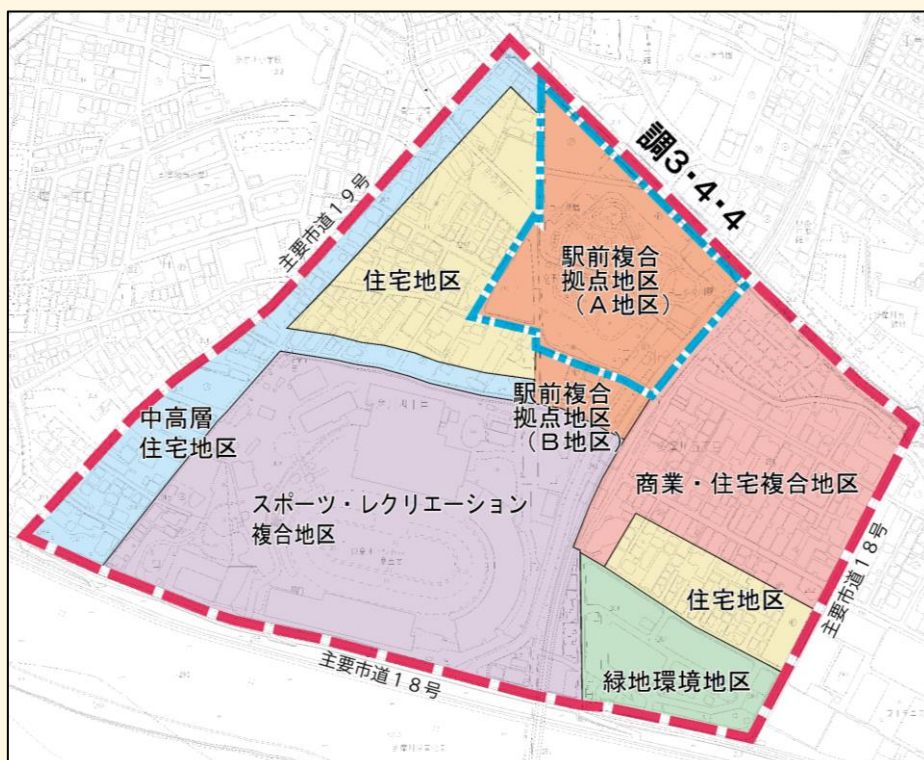 主要市道19号
調3・4・4
駅前複合
拠点地区
(A地区)
住宅地区
駅前複合
拠点地区
(B地区)
中高層
住宅地区
商業・住宅複合地区
スポーツ・レクリエーション
複合地区
住宅地区
主要市道18号
緑地環境地区
主要市道18号